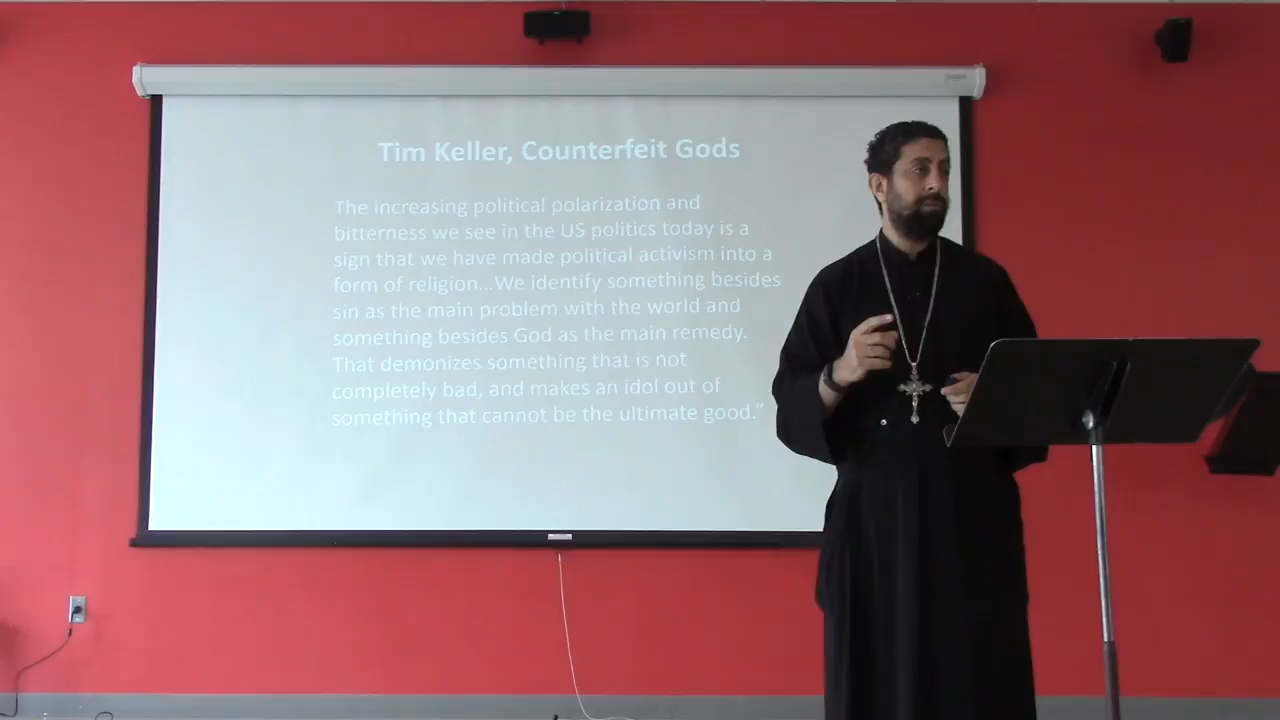 Tim Keller, Counterfeit Gods
The increasing political polarization and
bitterness we see in the US politics today is a
sign that we have made political activism into a
form of religion...We identify something besides
sin as the main problem with the world and
something besides God as the main remedy.
That demonizes something that is not
completely bad, and makes an idol out of
something that cannot be the ultimate good.”